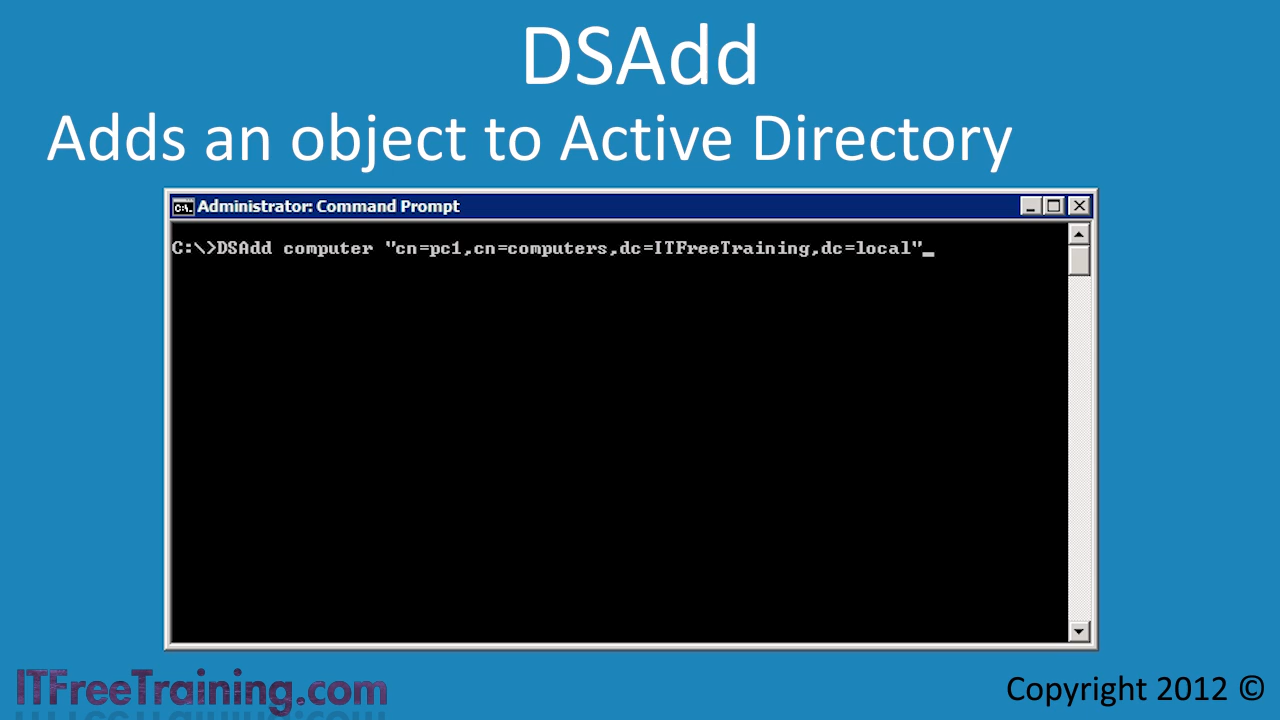 DSAdd
Adds an object to Active Directory
Administrator: Command Prompt
C:\>DSAdd computer "cn=pc1,cn=computers,dc=ITFreeTraining,dc=local"_
ITFreeTraining.com
Copyright 2012 ©